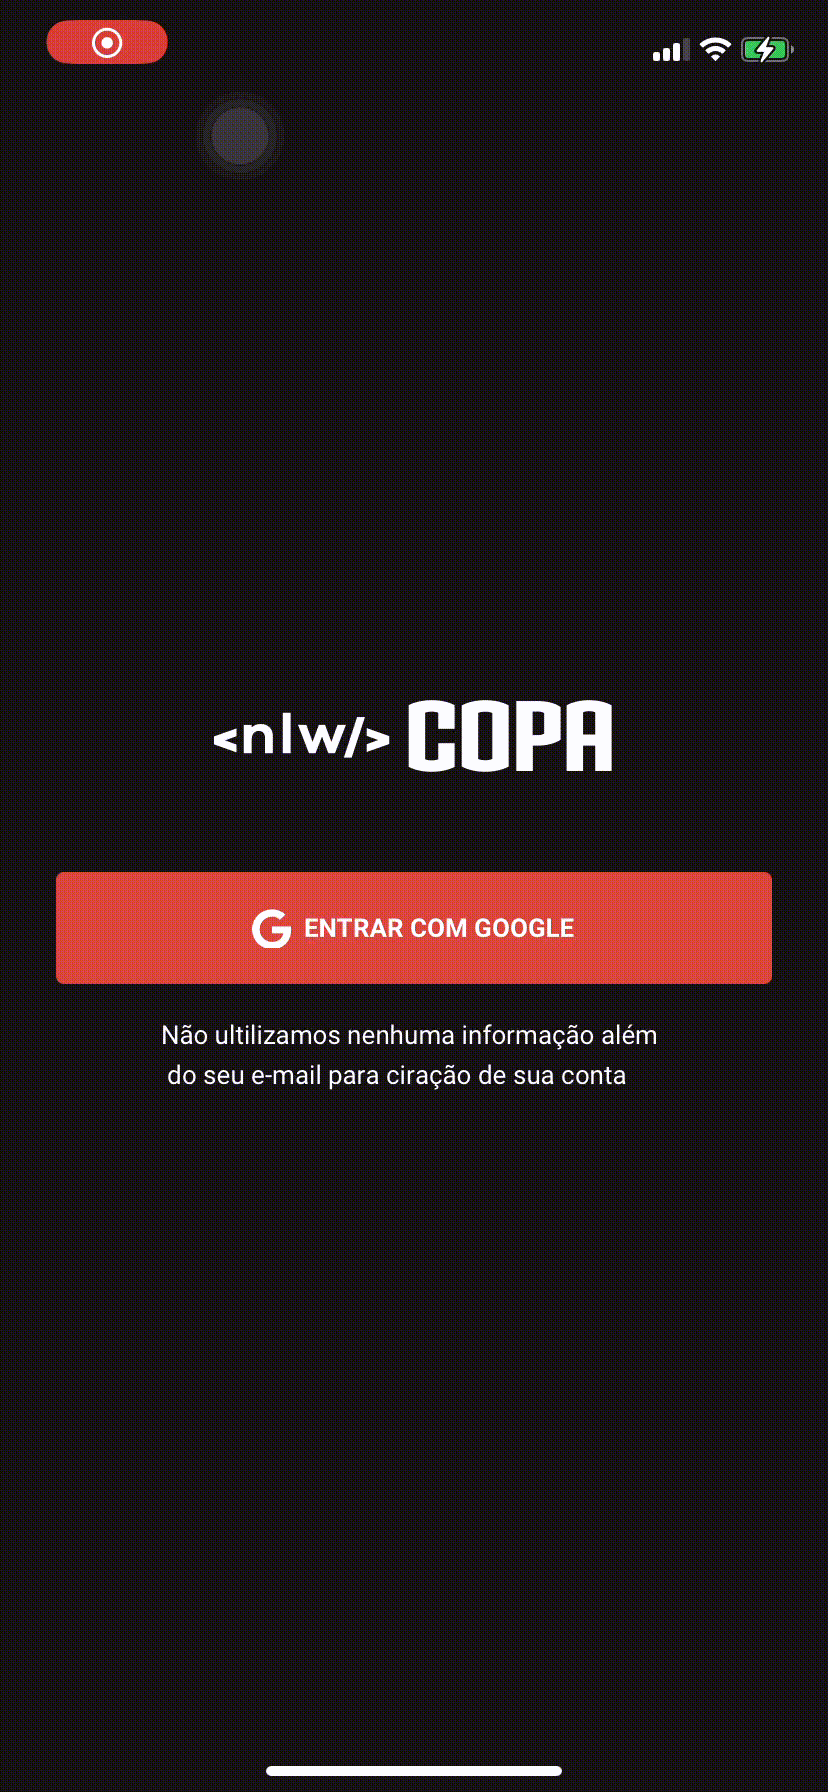 <nlw/> COPA
ENTRAR COM GOOGLE
Não ultilizamos nenhuma informação além
do seu e-mail para ciração de sua conta